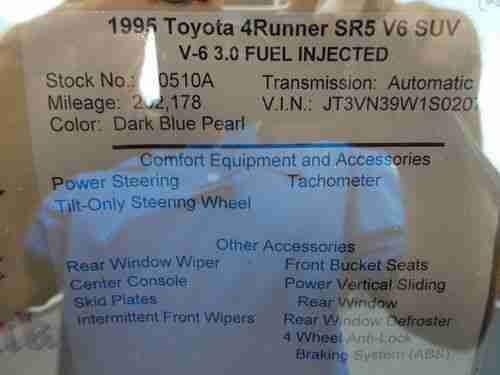 1995 Toyota 4Runner SR5 V6 SUV
V-6 3.0 FUEL INJECTED
Stock No.: 0510A Transmission: Automatic
Mileage: 202,178 V.I.N.: JT3VN39W1S0207
Color: Dark Blue Pearl
Comfort Equipment and Accessories
Power Steering Tachometer
Tilt-Only Steering Wheel
Other Accessories
Rear Window Wiper Front Bucket Seats
Center Console Power Vertical Sliding
Skid Plates Rear Window
Intermittent Front Wipers Rear Window Defroster
4 Wheel Anti-Lock
Braking System (ABS)